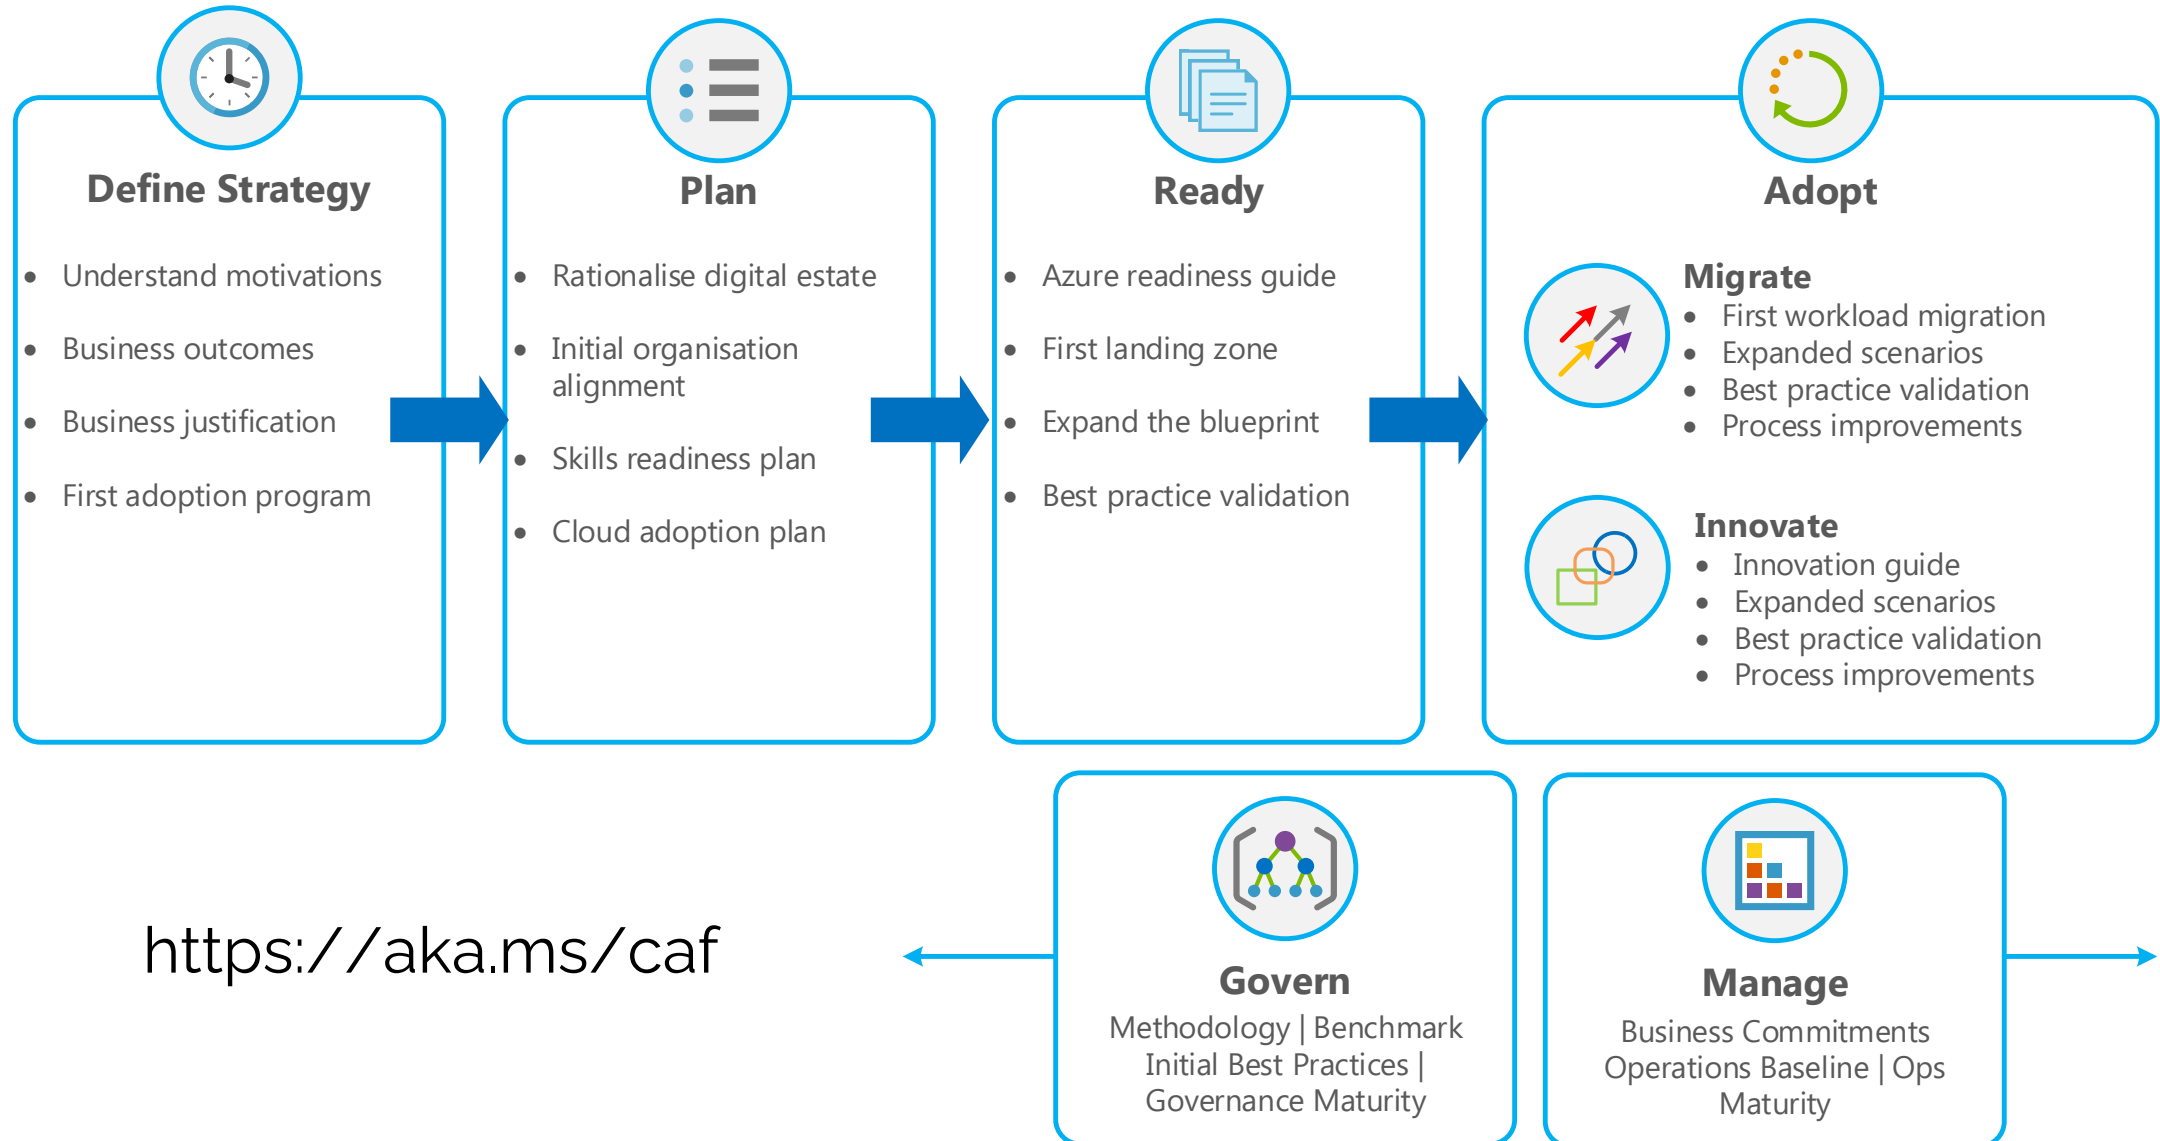 Define Strategy
Understand motivations
Business outcomes
Business justification
First adoption program
Plan
Rationalise digital estate
Initial organisation
alignment
Skills readiness plan
Cloud adoption plan
Ready
Azure readiness guide
First landing zone
Expand the blueprint
Best practice validation
Adopt
Migrate
First workload migration
Expanded scenarios
Best practice validation
Process improvements
Innovate
Innovation guide
Expanded scenarios
Best practice validation
Process improvements
https://aka.ms/caf
Govern
Methodology | Benchmark
Initial Best Practices |
Governance Maturity
Manage
Business Commitments
Operations Baseline | Ops
Maturity